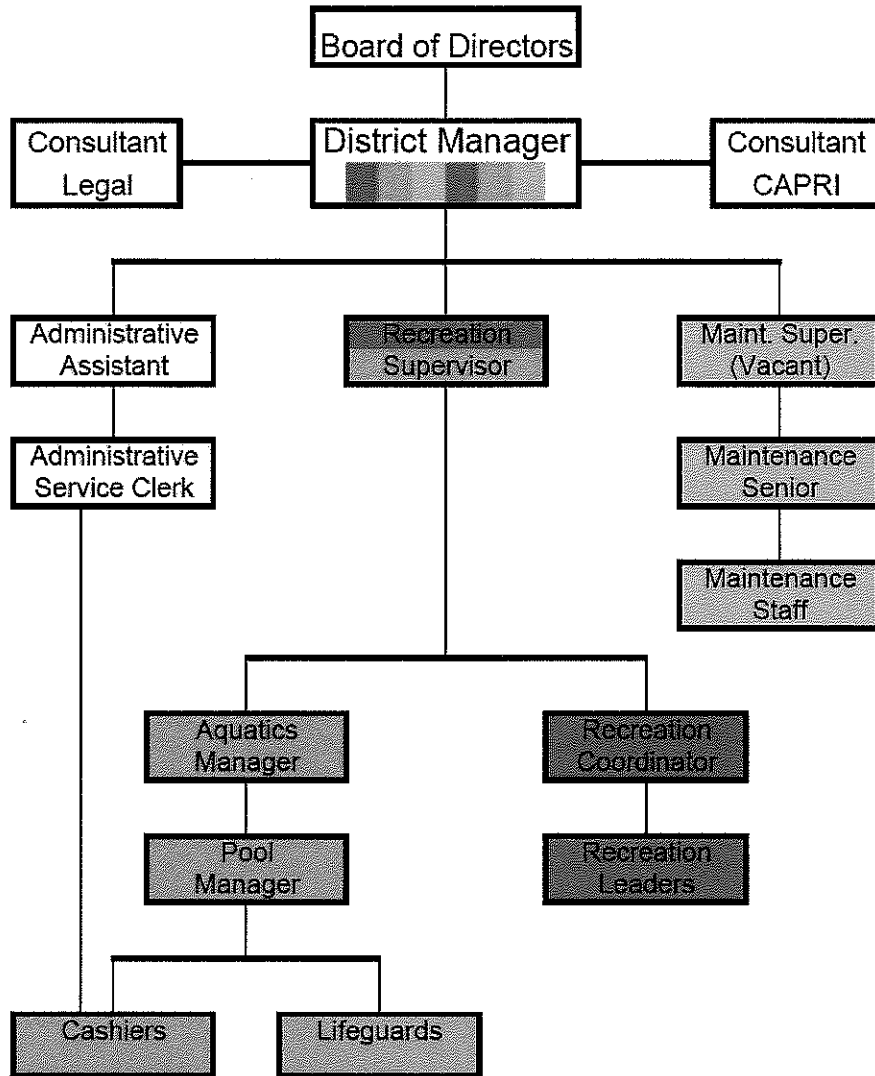 Board of Directors
Consultant
Legal
District Manager
Consultant
CAPRI
Administrative
Assistant
Recreation
Supervisor
Maint. Super.
(Vacant)
Administrative
Service Clerk
Maintenance
Senior
Maintenance
Staff
Aquatics
Manager
Recreation
Coordinator
Pool
Manager
Recreation
Leaders
Cashiers
Lifeguards